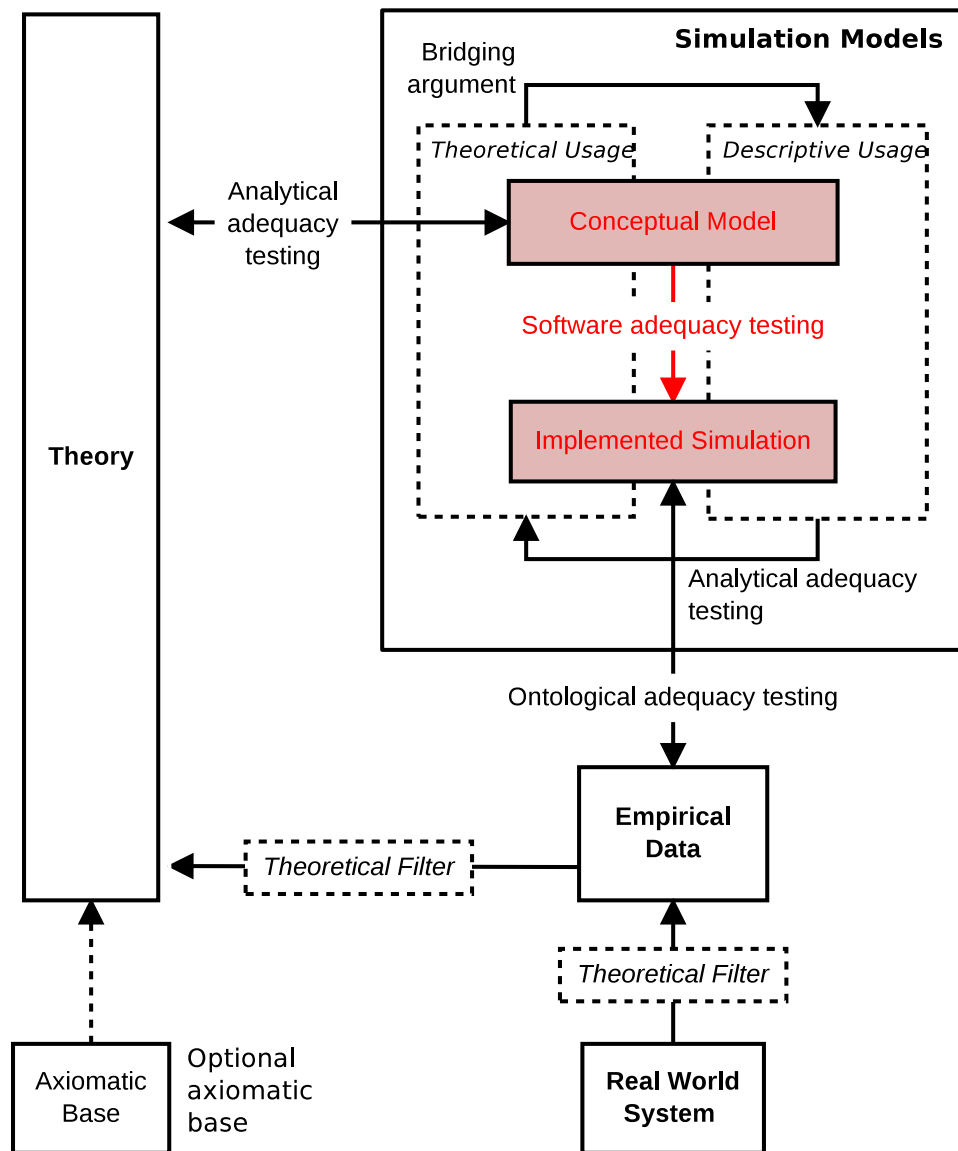 Simulation Models
Bridging
argument
Theoretical Usage
Descriptive Usage
Analytical
adequacy
testing
Conceptual Model
Software adequacy testing
Implemented Simulation
Theory
Analytical adequacy
testing
Ontological adequacy testing
Empirical
Data
Theoretical Filter
Theoretical Filter
Axiomatic
Base
Optional
axiomatic
base
Real World
System